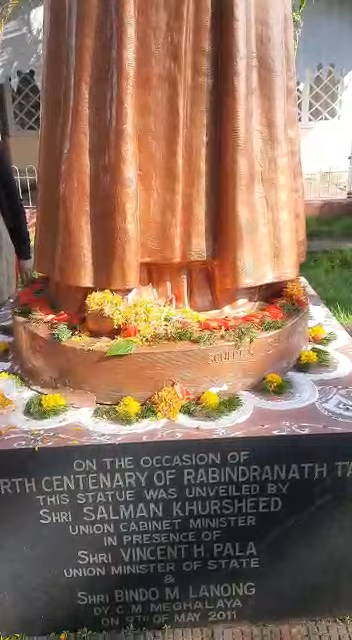 SCULPT
ON THE OCCASION OF
RTH CENTENARY OF RABINDRANATH T
THIS STATUE WAS UNVEILED BY
SHRI SALMAN KHURSHEED
UNION CABINET MINISTER
IN PRESENCE OF
SHRI VINCENT H. PALA
UNION MINISTER OF STATE
&
SHRI BINDO M. LANONG
DY. C.M MEGHALAYA
ON 9TH OF MAY 2011